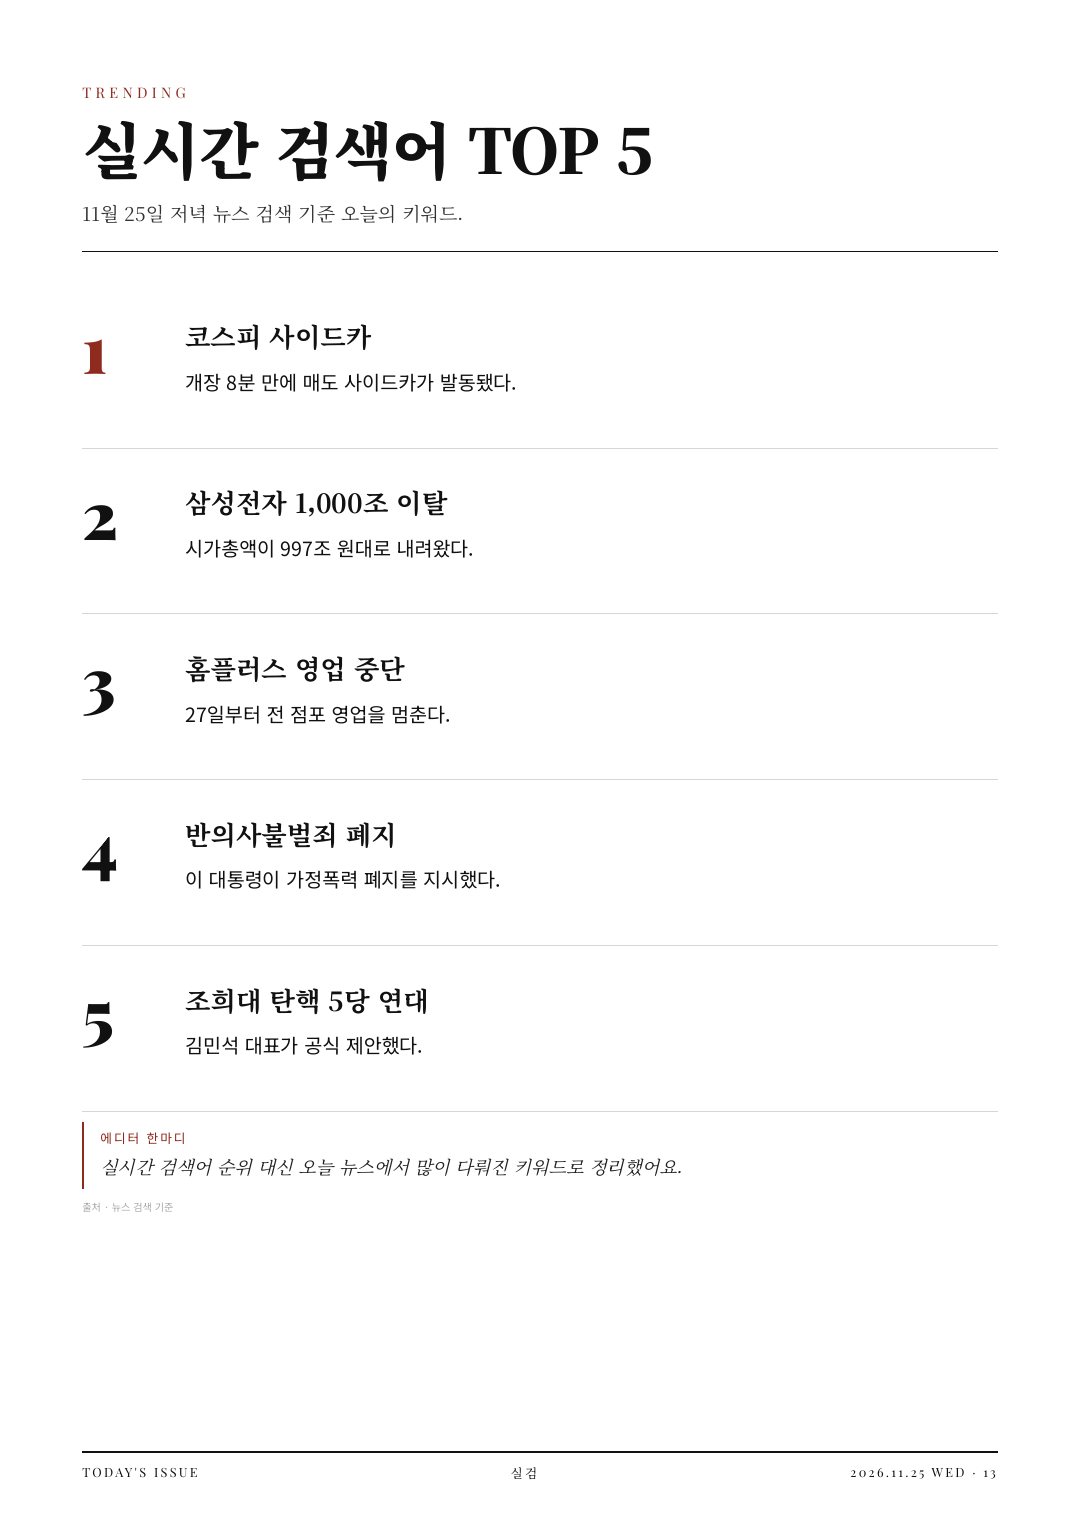 TRENDING
실시간 검색어 TOP 5
11월 25일 저녁 뉴스 검색 기준 오늘의 키워드.
1
코스피 사이드카
개장 8분 만에 매도 사이드카가 발동됐다.
2
삼성전자 1,000조 이탈
시가총액이 997조 원대로 내려왔다.
3
홈플러스 영업 중단
27일부터 전 점포 영업을 멈춘다.
4
반의사불벌죄 폐지
이 대통령이 가정폭력 폐지를 지시했다.
5
조희대 탄핵 5당 연대
김민석 대표가 공식 제안했다.
에디터 한마디
실시간 검색어 순위 대신 오늘 뉴스에서 많이 다뤄진 키워드로 정리했어요.
출처 · 뉴스 검색 기준
TODAY'S ISSUE 실검 2026.11.25 WED · 13